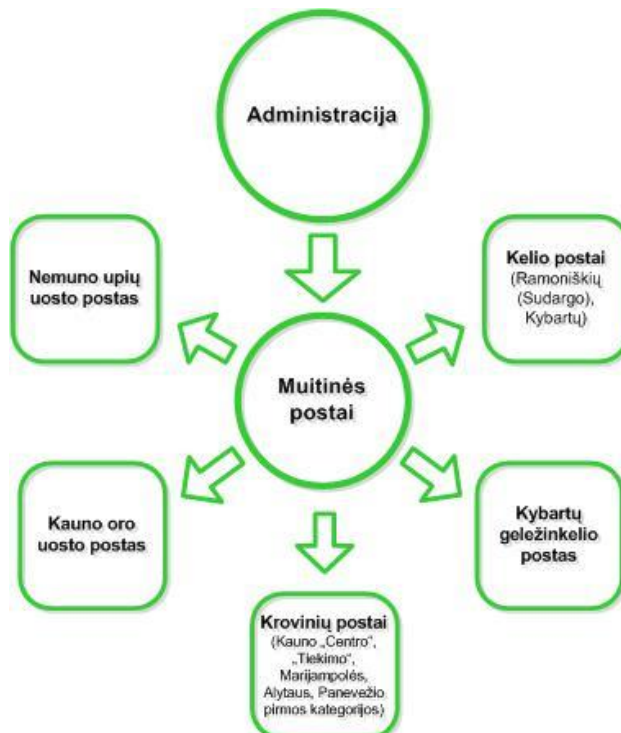 Administracija
Nemuno upių
uosto postas
Kelio postai
(Ramoniškių
(Sudargo),
Kybartų)
Muitinės
postai
Kauno oro
uosto postas
Kybartų
geležinkelio
postas
Krovinių postai
(Kauno „Centro“,
„Tiekimo“,
Marijampolės,
Alytaus, Panevežio
pirmos kategorijos)